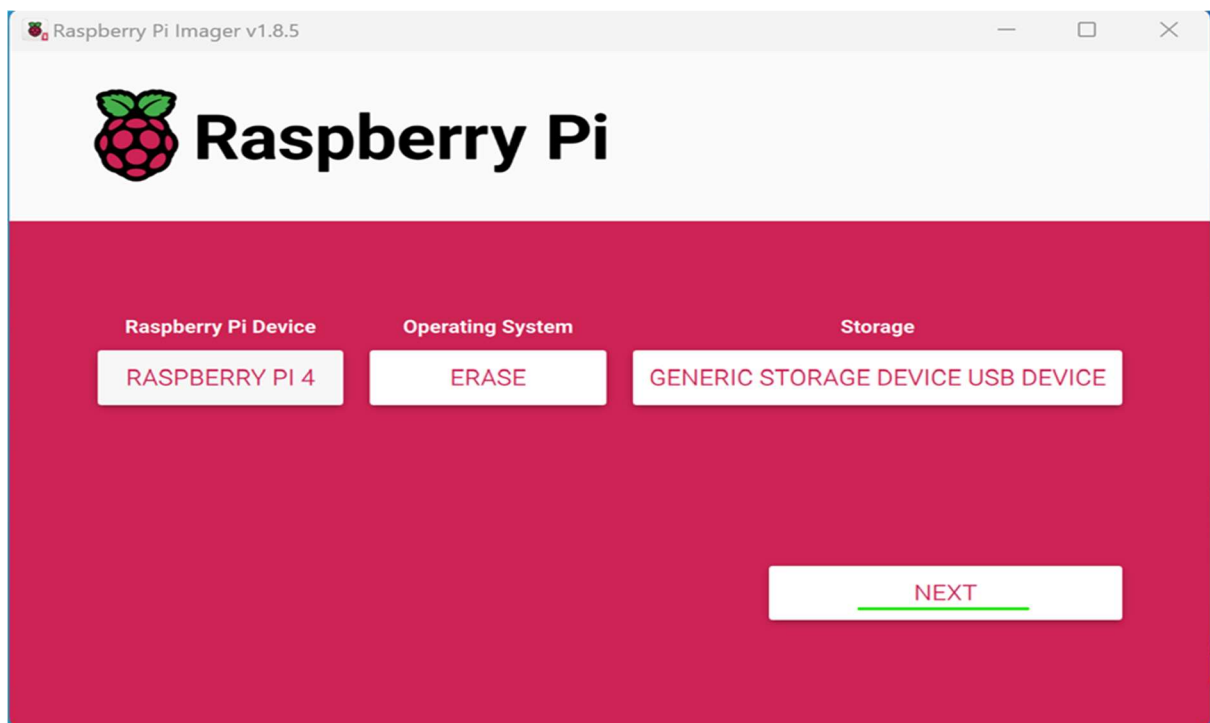 Raspberry Pi Imager v1.8.5
Raspberry Pi
Raspberry Pi Device Operating System Storage
RASPBERRY PI 4 ERASE GENERIC STORAGE DEVICE USB DEVICE
NEXT